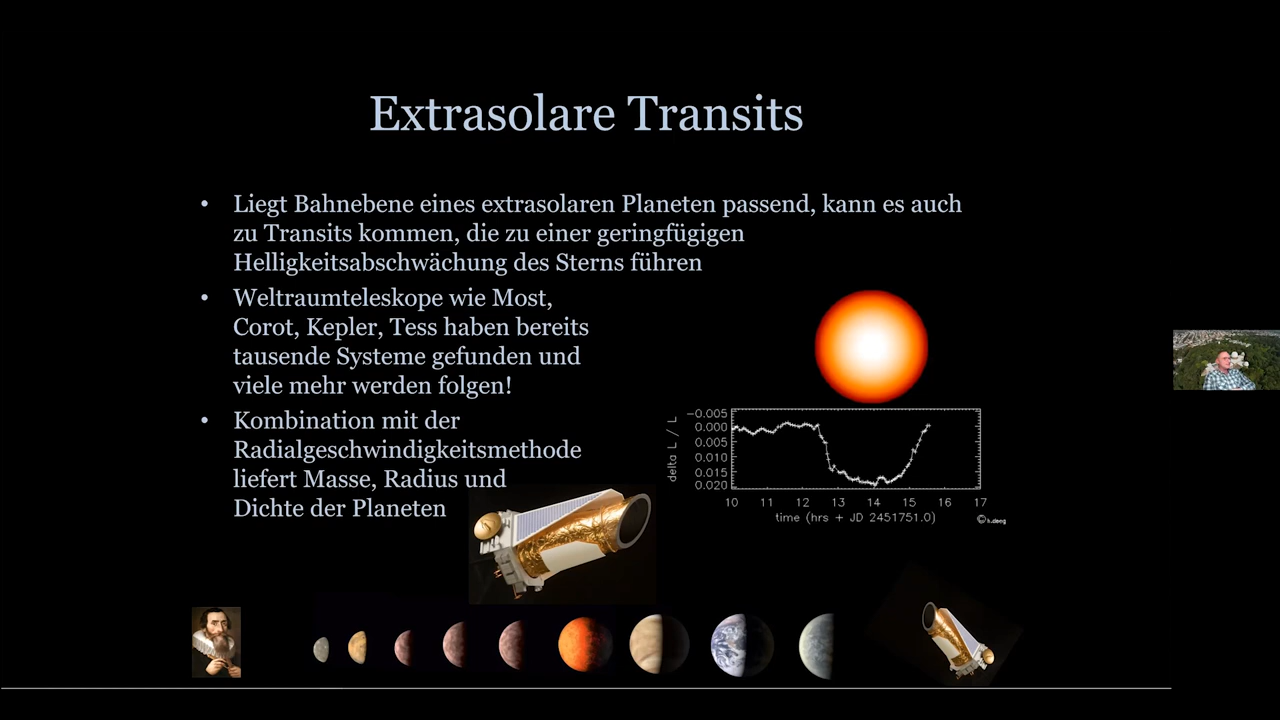 Extrasolare Transits
• Liegt Bahnebene eines extrasolaren Planeten passend, kann es auch
zu Transits kommen, die zu einer geringfügigen
Helligkeitsabschwächung des Sterns führen
• Weltraumteleskope wie Most,
Corot, Kepler, Tess haben bereits
tausende Systeme gefunden und
viele mehr werden folgen!
• Kombination mit der
Radialgeschwindigkeitsmethode
liefert Masse, Radius und
Dichte der Planeten
delta L / L
-0.005
0.000
0.005
0.010
0.015
0.020
10 11 12 13 14 15 16 17
time (hrs + JD 2451751.0)
© h.deeg